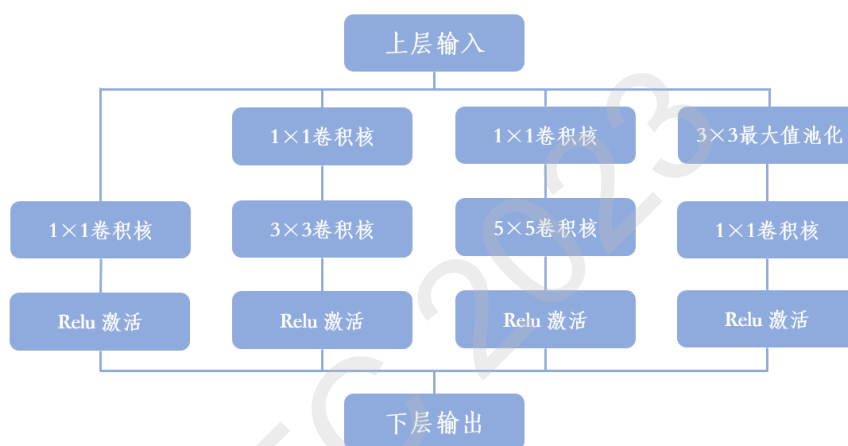 上层输入
1×1卷积核
1×1卷积核
3×3最大值池化
1×1卷积核
3×3卷积核
5×5卷积核
1×1卷积核
Relu 激活
Relu 激活
Relu 激活
Relu 激活
下层输出
C 2023